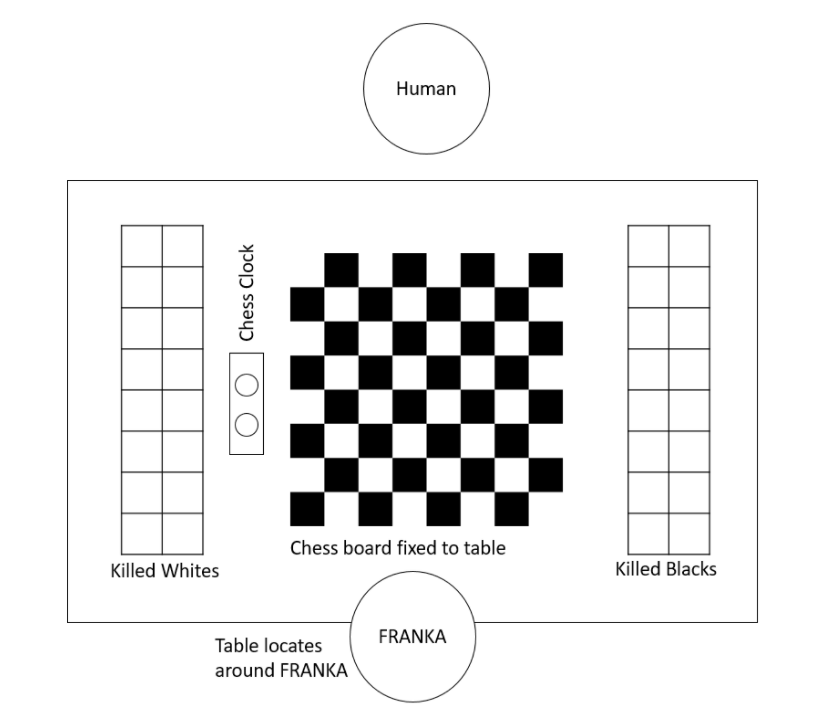 Human
Chess Clock
Chess board fixed to table
Killed Whites
Killed Blacks
FRANKA
Table locates
around FRANKA